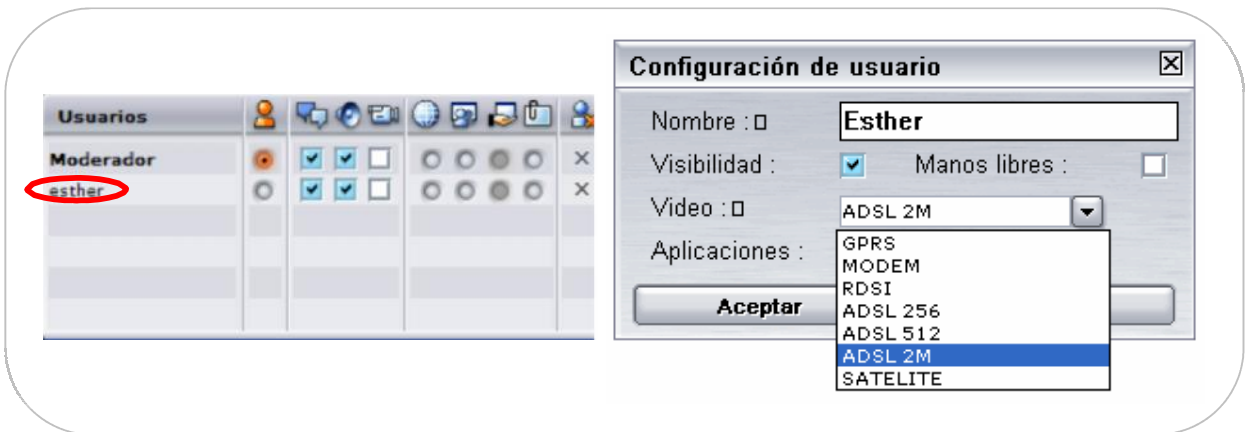 Usuarios
Moderador
esther
Configuración de usuario
Nombre :
Esther
Visibilidad :
Manos libres :
Video :
ADSL 2M
Aplicaciones :
GPRS
MODEM
RDSI
ADSL 256
ADSL 512
ADSL 2M
SATELITE
Aceptar